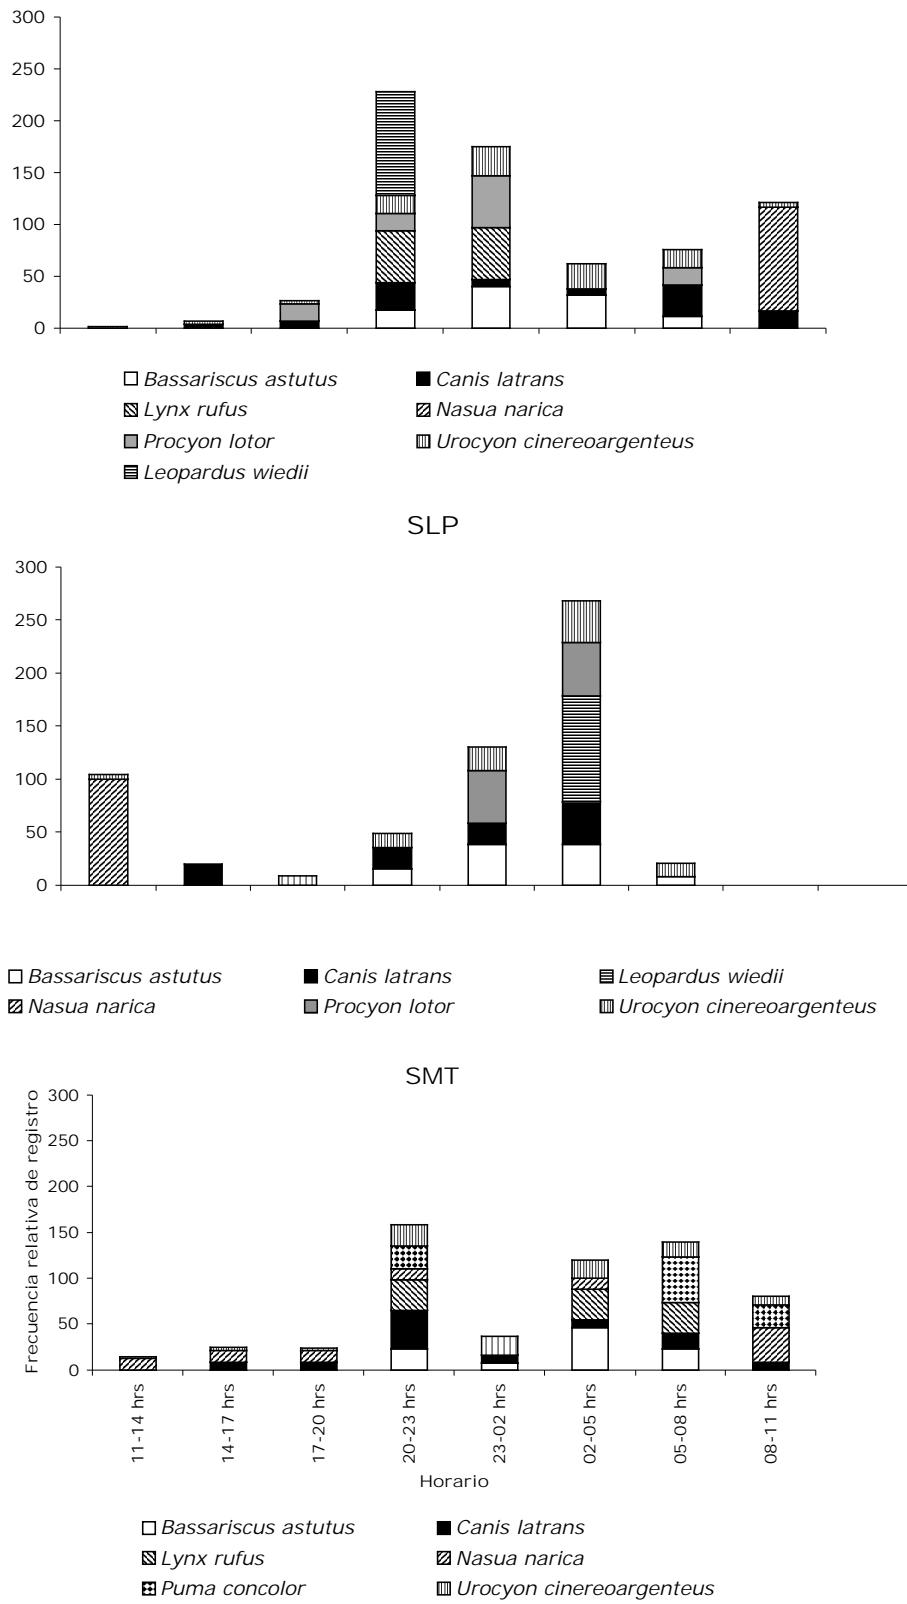 300
250
200
150
100
50
0
Bassariscus astutus Canis latrans
Lynx rufus Nasua narica
Procyon lotor Urocyon cinereoargenteus
Leopardus wiedii
SLP
300
250
200
150
100
50
0
Bassariscus astutus Canis latrans Leopardus wiedii
Nasua narica Procyon lotor Urocyon cinereoargenteus
SMT
Frecuencia relativa de registro
300
250
200
150
100
50
0
11-14 hrs
14-17 hrs
17-20 hrs
20-23 hrs
23-02 hrs
02-05 hrs
05-08 hrs
08-11 hrs
Horario
Bassariscus astutus Canis latrans
Lynx rufus Nasua narica
Puma concolor Urocyon cinereoargenteus